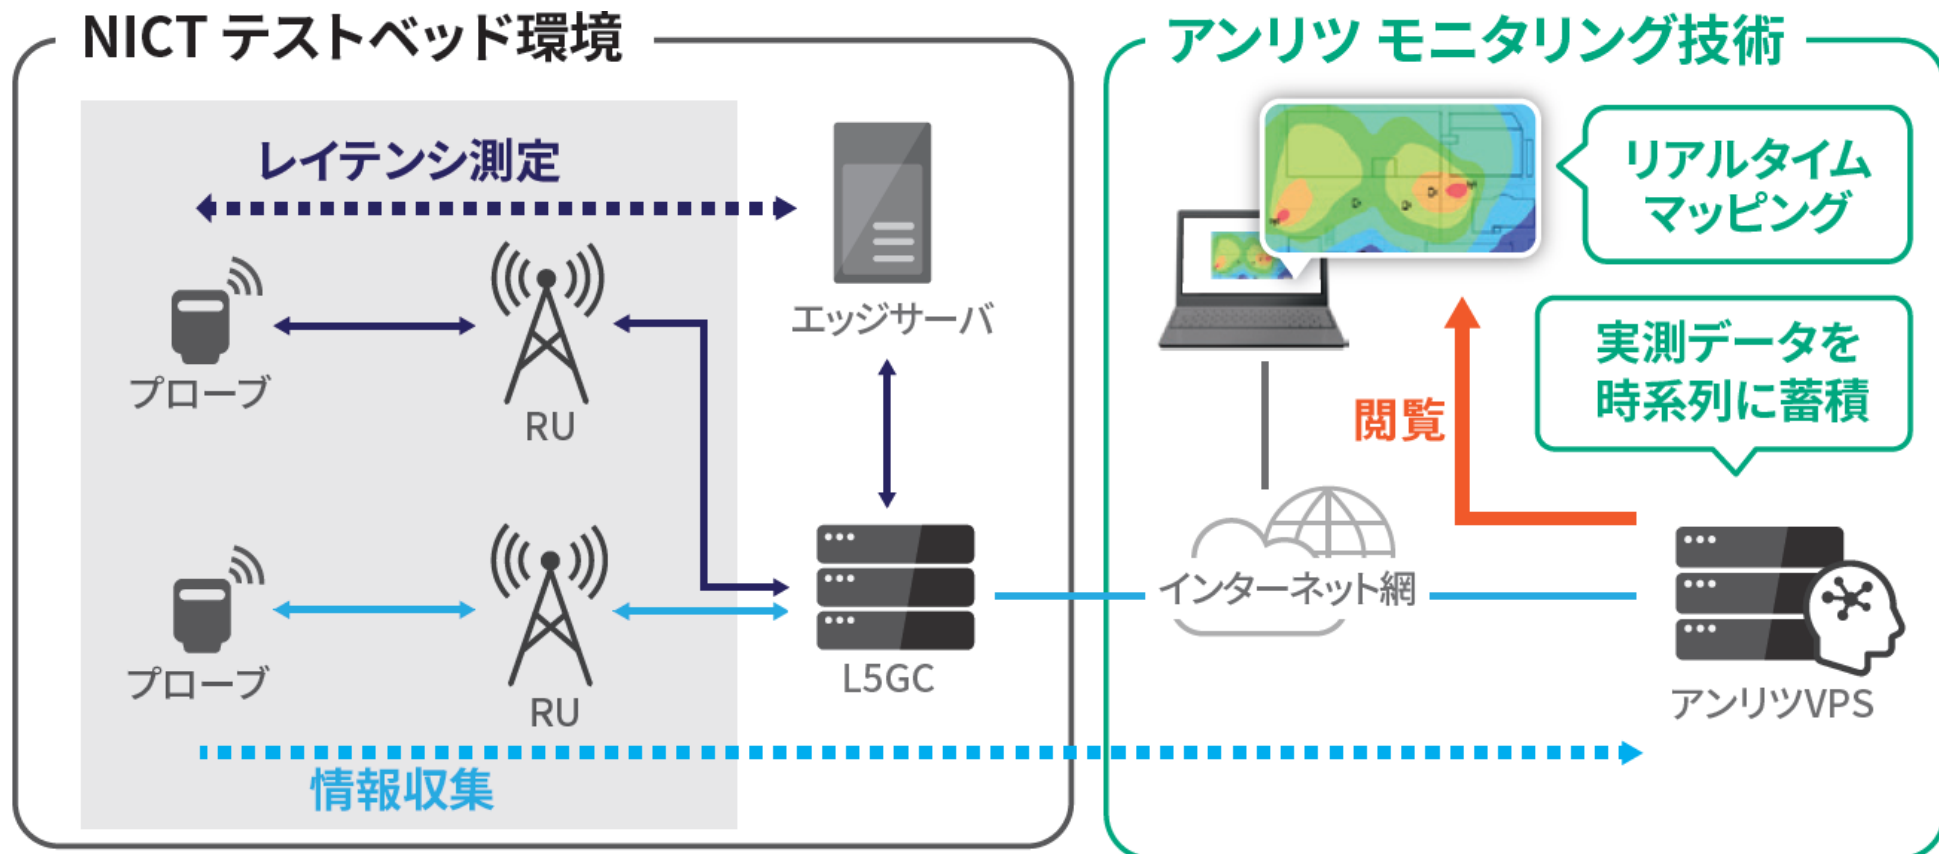 NICT テストベッド環境
レイテンシ測定
エッジサーバ
プローブ
RU
プローブ
RU
L5GC
情報収集
アンリツ モニタリング技術
リアルタイム
マッピング
実測データを
時系列に蓄積
閲覧
インターネット網
アンリツVPS